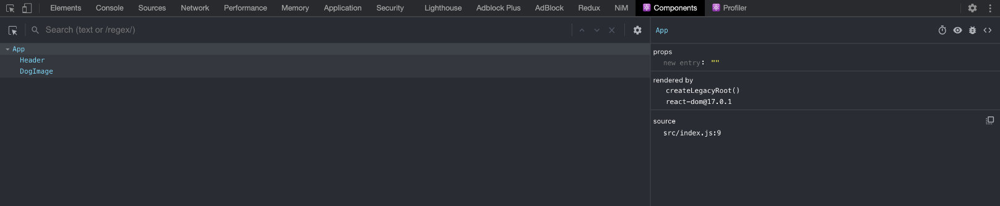 Elements Console Sources Network Performance Memory Application Security Lighthouse Adblock Plus AdBlock Redux NiM Components Profiler
Search (text or /regex/)
App
Header
DogImage
App
props
new entry: ""
rendered by
createLegacyRoot()
react-dom@17.0.1
source
src/index.js:9